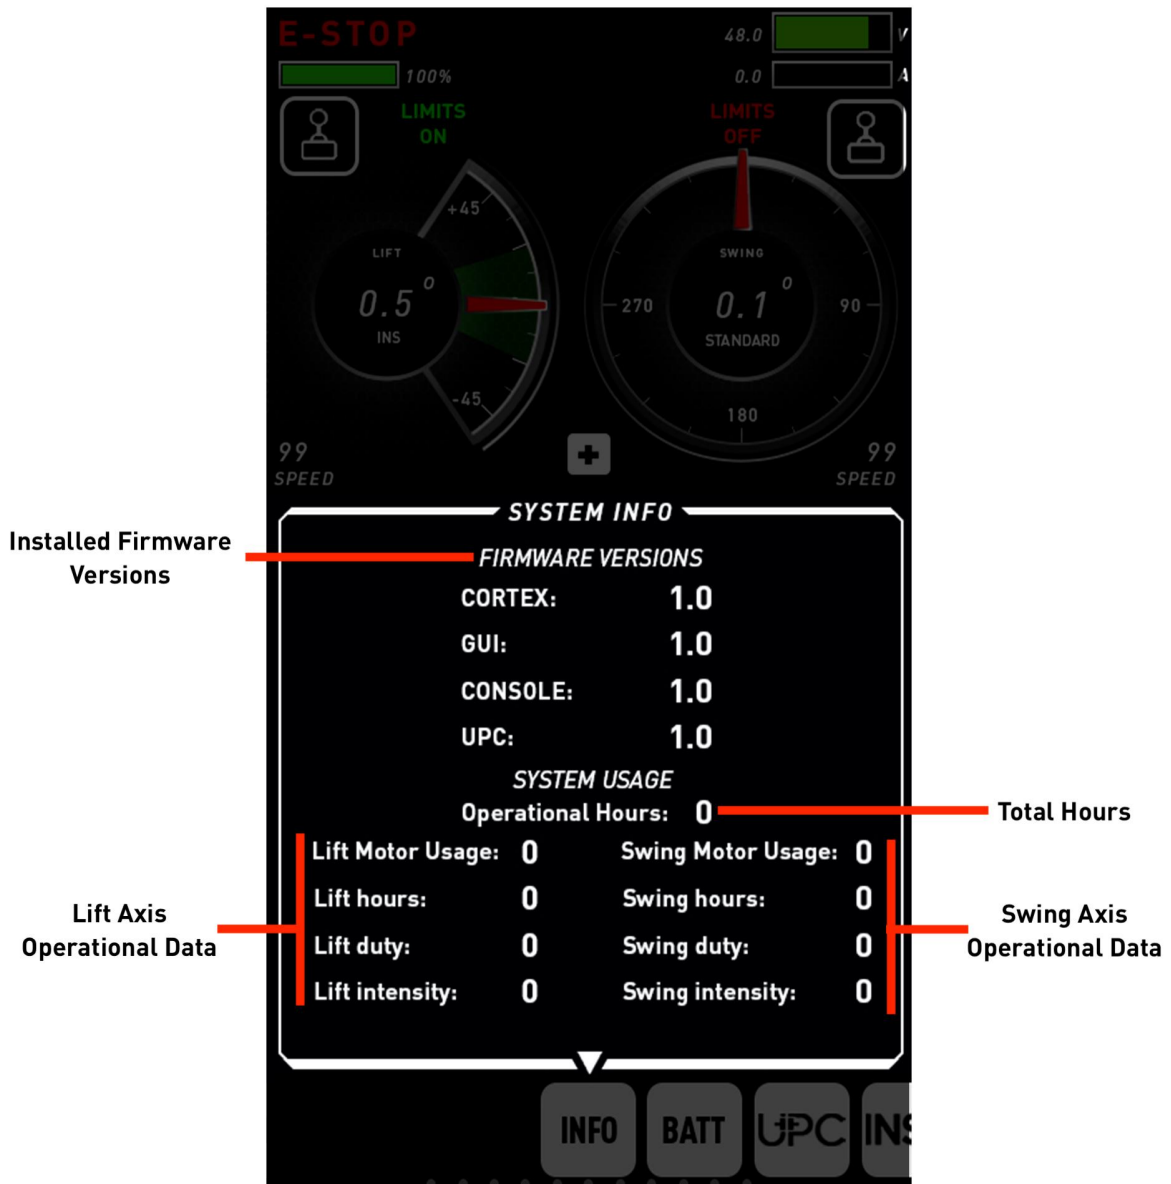 E-STOP
48.0 V
100%
0.0 A
LIMITS
ON
LIMITS
OFF
+45
LIFT
0.5°
INS
-45
SWING
0.1°
STANDARD
270
90
180
99
SPEED
99
SPEED
SYSTEM INFO
Installed Firmware
Versions
FIRMWARE VERSIONS
CORTEX: 1.0
GUI: 1.0
CONSOLE: 1.0
UPC: 1.0
SYSTEM USAGE
Operational Hours: 0
Total Hours
Lift Motor Usage: 0
Swing Motor Usage: 0
Lift hours: 0
Swing hours: 0
Lift Axis
Operational Data
Swing Axis
Operational Data
Lift duty: 0
Swing duty: 0
Lift intensity: 0
Swing intensity: 0
INFO
BATT
UPC
INS